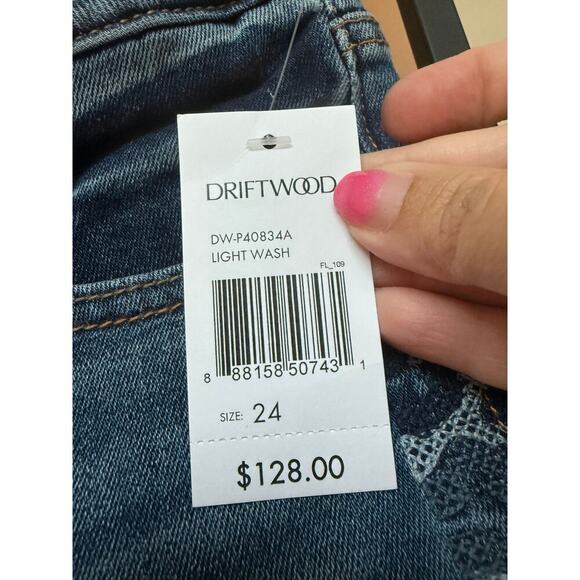 DRIFTWOOD
DW-P40834A
LIGHT WASH
FL_109
8 88158 50743 1
SIZE: 24
$128.00